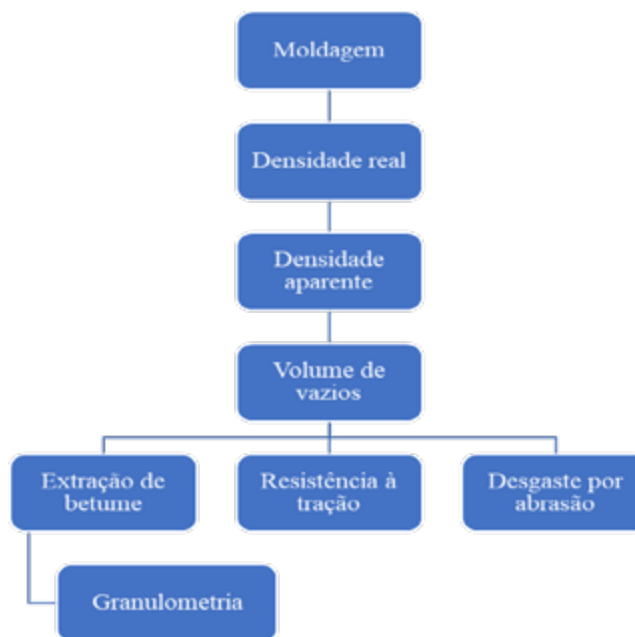 Moldagem
Densidade real
Densidade
aparente
Volume de
vazios
Extração de
betume
Resistência à
tração
Desgaste por
abrasão
Granulometria